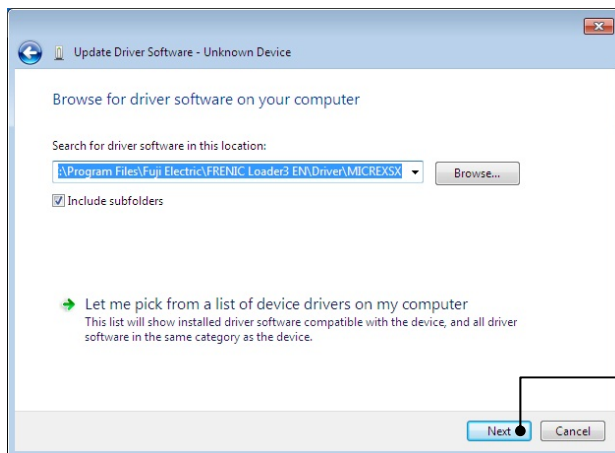 Update Driver Software - Unknown Device
Browse for driver software on your computer
Search for driver software in this location:
:\Program Files\Fuji Electric\FRENIC Loader3 EN\Driver\MICREXSX
Browse...
Include subfolders
Let me pick from a list of device drivers on my computer
This list will show installed driver software compatible with the device, and all driver
software in the same category as the device.
Next
Cancel